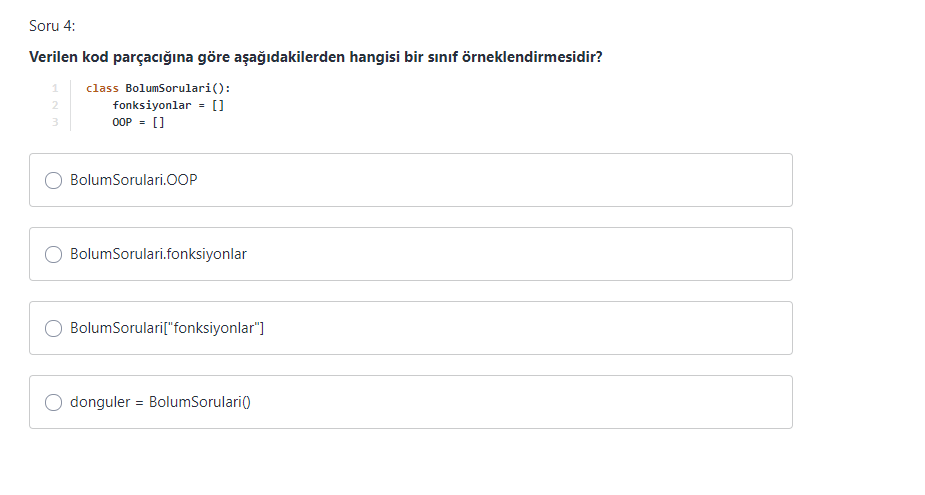 Soru 4:
Verilen kod parçacığına göre aşağıdakilerden hangisi bir sınıf örneklendirmesidir?
1 class BolumSorulari():
2 fonksiyonlar = []
3 OOP = []
BolumSorulari.OOP
BolumSorulari.fonksiyonlar
BolumSorulari["fonksiyonlar"]
donguler = BolumSorulari()